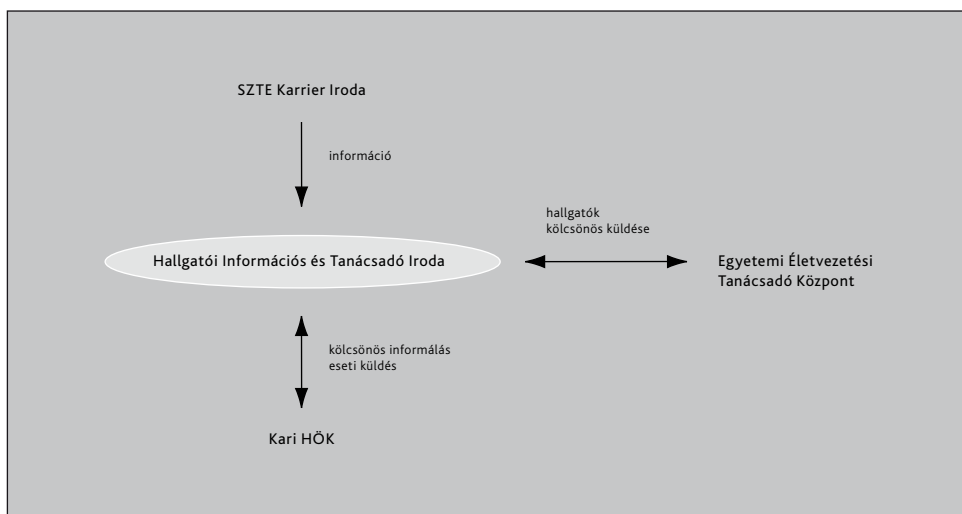 SZTE Karrier Iroda
információ
hallgatók
kölcsönös küldése
Hallgatói Információs és Tanácsadó Iroda
Egyetemi Életvezetési
Tanácsadó Központ
kölcsönös informálás
eseti küldés
Kari HÖK